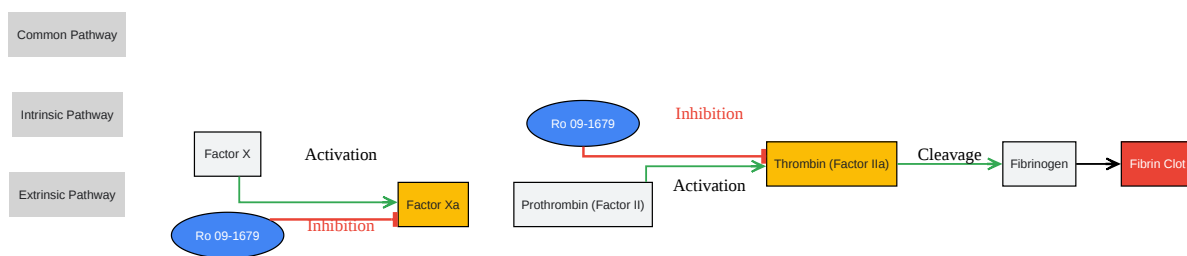 Common Pathway
Intrinsic Pathway
Extrinsic Pathway
Factor X
Activation
Factor Xa
Ro 09-1679
Inhibition
Ro 09-1679
Inhibition
Prothrombin (Factor II)
Activation
Thrombin (Factor IIa)
Cleavage
Fibrinogen
Fibrin Clot